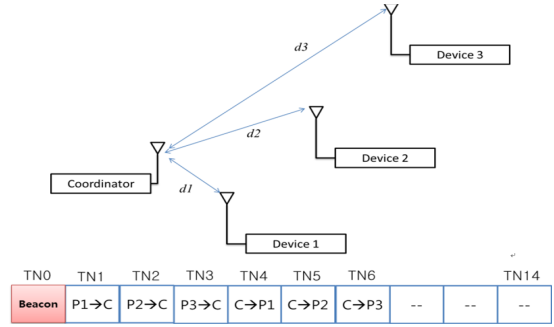 d3
Device 3
d2
Device 2
Coordinator
d1
Device 1
TN0 TN1 TN2 TN3 TN4 TN5 TN6 TN14
Beacon P1→C P2→C P3→C C→P1 C→P2 C→P3 -- -- --